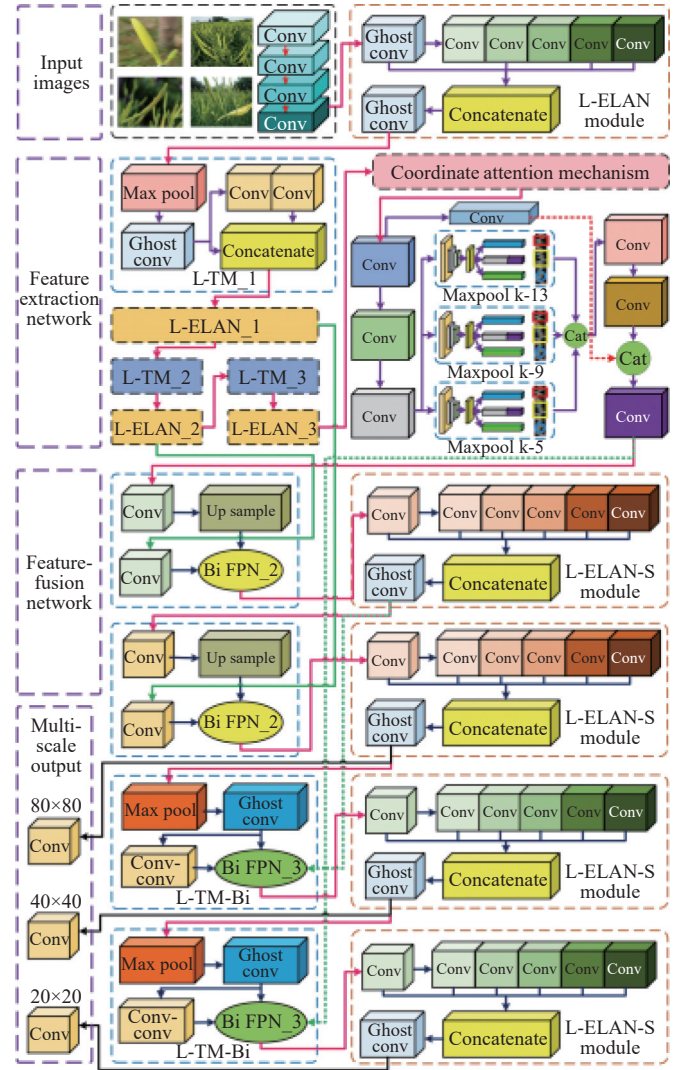 Input
images
Conv
Conv
Conv
Conv
Ghost
conv
Conv Conv Conv Conv Conv
Ghost
conv
Concatenate
L-ELAN
module
Feature
extraction
network
Max pool
Conv Conv
Ghost
conv
Concatenate
L-TM_1
L-ELAN_1
L-TM_2
L-TM_3
L-ELAN_2
L-ELAN_3
Coordinate attention mechanism
Conv
Conv
Conv
Conv
Maxpool k-13
Maxpool k-9
Maxpool k-5
Cat
Conv
Conv
Cat
Conv
Feature-
fusion
network
Conv
Up sample
Conv
Bi FPN_2
Conv
Conv Conv Conv Conv Conv
Ghost
conv
Concatenate
L-ELAN-S
module
Conv
Up sample
Conv
Bi FPN_2
Conv
Conv Conv Conv Conv Conv
Ghost
conv
Concatenate
L-ELAN-S
module
Multi-
scale
output
80×80
Conv
40×40
Conv
20×20
Conv
Max pool
Ghost
conv
Conv-
conv
Bi FPN_3
L-TM-Bi
Conv
Conv Conv Conv Conv Conv
Ghost
conv
Concatenate
L-ELAN-S
module
Max pool
Ghost
conv
Conv-
conv
Bi FPN_3
L-TM-Bi
Conv
Conv Conv Conv Conv Conv
Ghost
conv
Concatenate
L-ELAN-S
module